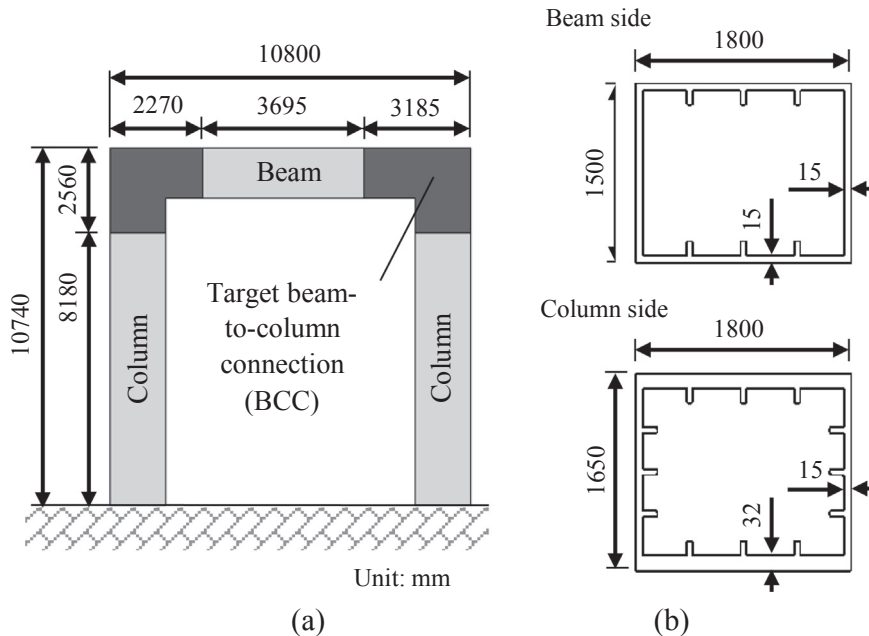 Beam side
10800
1800
2270
3695
3185
2560
Beam
1500
15
15
8180
10740
Target beam-
to-column
connection
(BCC)
Column
Column
Column side
1800
1650
15
32
Unit: mm
(a)
(b)